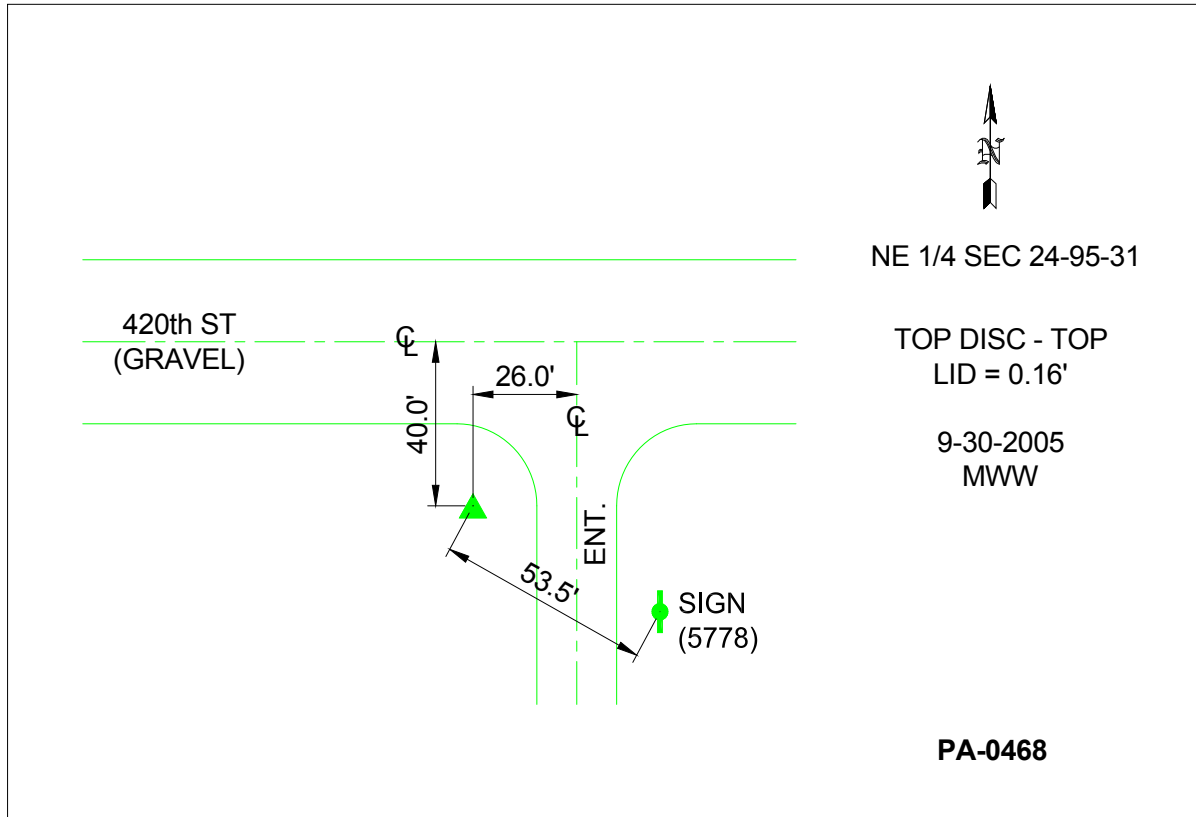 N
NE 1/4 SEC 24-95-31
420th ST
(GRAVEL)
℄
TOP DISC - TOP
LID = 0.16'
26.0'
40.0'
℄
9-30-2005
MWW
ENT.
53.5'
SIGN
(5778)
PA-0468